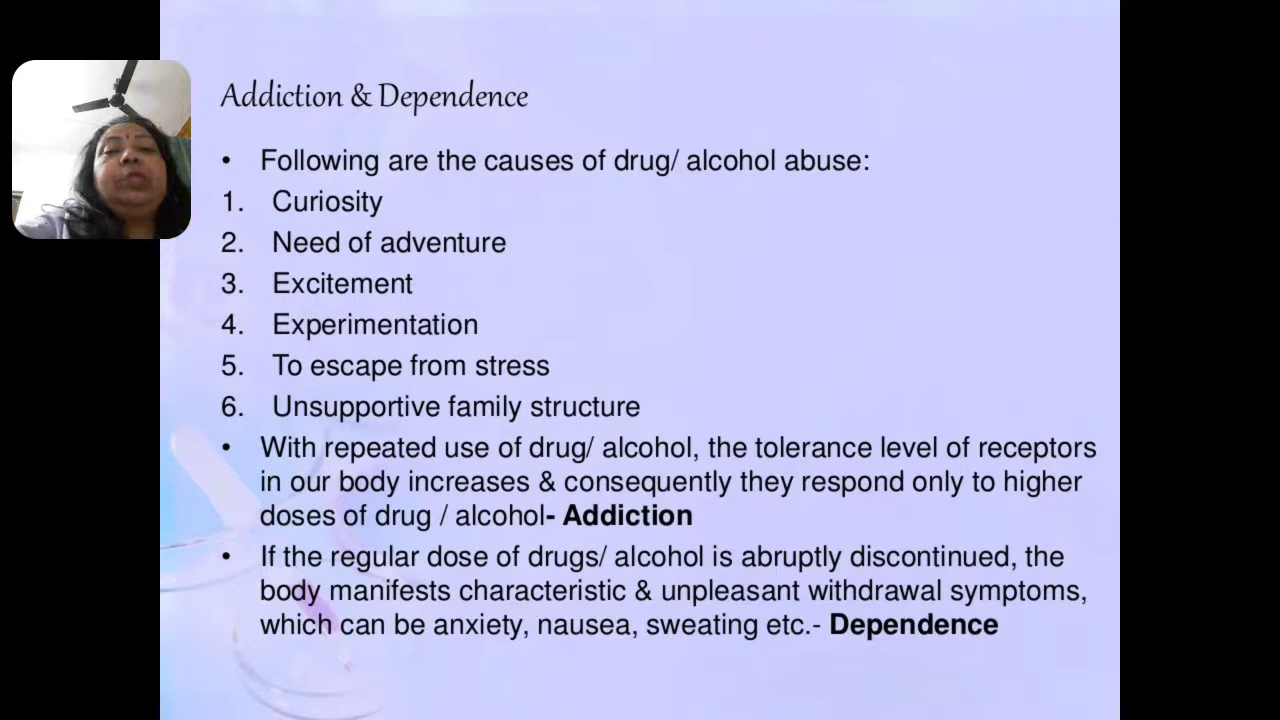 Addiction & Dependence
• Following are the causes of drug/ alcohol abuse:
1. Curiosity
2. Need of adventure
3. Excitement
4. Experimentation
5. To escape from stress
6. Unsupportive family structure
• With repeated use of drug/ alcohol, the tolerance level of receptors
in our body increases & consequently they respond only to higher
doses of drug / alcohol- Addiction
• If the regular dose of drugs/ alcohol is abruptly discontinued, the
body manifests characteristic & unpleasant withdrawal symptoms,
which can be anxiety, nausea, sweating etc.- Dependence